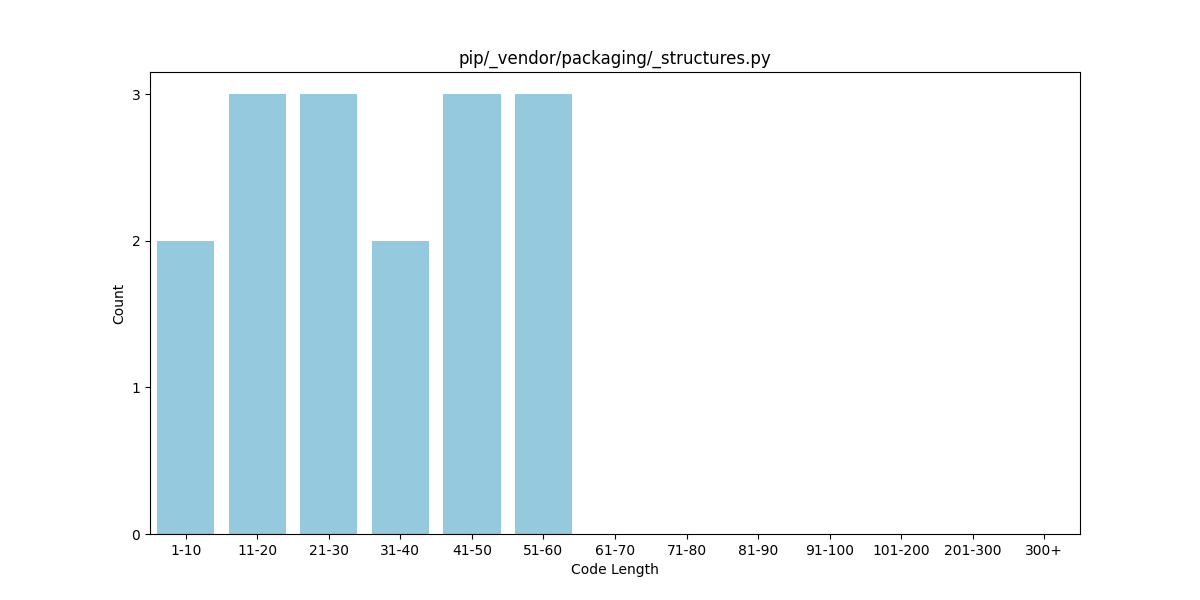 pip/_vendor/packaging/_structures.py
3
2
1
0
Count
1-10 11-20 21-30 31-40 41-50 51-60 61-70 71-80 81-90 91-100 101-200 201-300 300+
Code Length